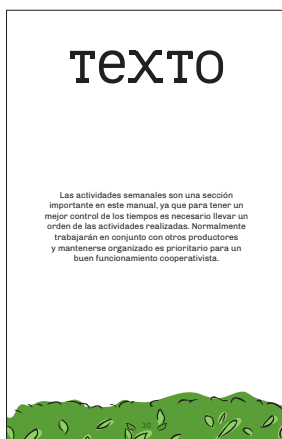 Texto
Las actividades semanales son una sección
importante en este manual, ya que para tener un
mejor control de los tiempos es necesario llevar un
orden de las actividades realizadas. Normalmente
trabajarán en conjunto con otros productores
y mantenerse organizado es prioritario para un
buen funcionamiento cooperativista.
30